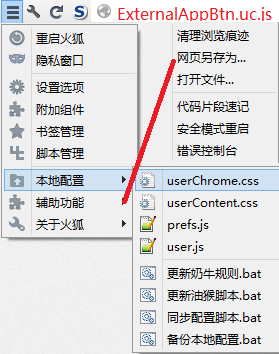 ExternalAppBtn.uc.js
重启火狐
隐私窗口
设置选项
附加组件
书签管理
脚本管理
本地配置
辅助功能
关于火狐
清理浏览痕迹
网页另存为...
打开文件...
代码片段速记
安全模式重启
错误控制台
userChrome.css
userContent.css
prefs.js
user.js
更新奶牛规则.bat
更新油猴脚本.bat
同步配置脚本.bat
备份本地配置.bat